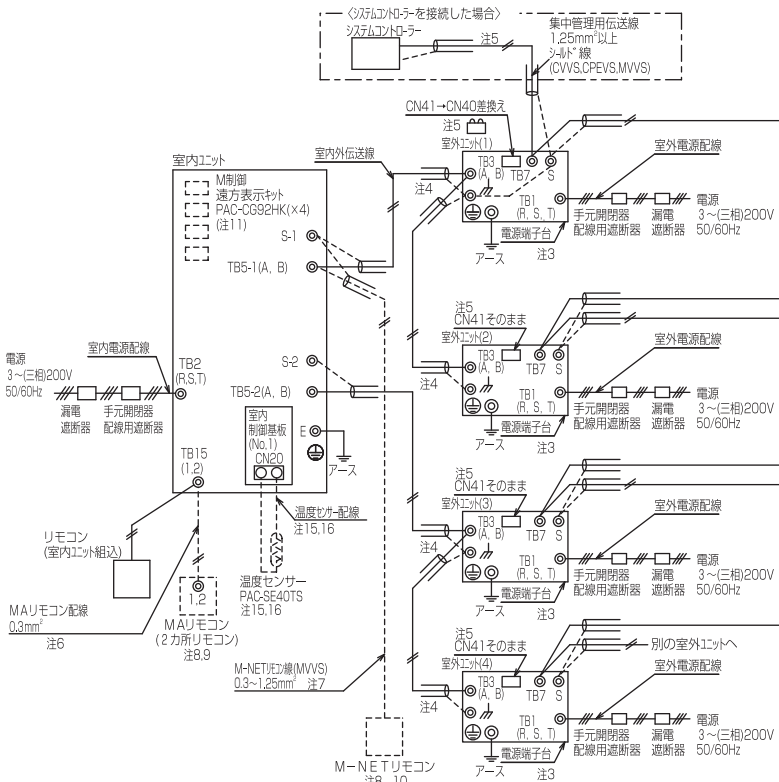 〈システムコントローラーを接続した場合〉
システムコントローラー
注5
集中管理用伝送線
1.25mm²以上
シールド線
(CVVS,CPEVS,MVVS)
CN41→CN40差換え
注5
室外ユニット(1)
室内外伝送線
注4
TB3
(A, B)
TB7
S
TB1
(R, S, T)
電源端子台
注3
アース
室外電源配線
手元開閉器
配線用遮断器
漏電
遮断器
電源
3～(三相)200V
50/60Hz
室内ユニット
M制御
遠方表示キット
PAC-CG92HK(×4)
(注11)
S-1
TB5-1(A, B)
S-2
TB5-2(A, B)
TB2
(R,S,T)
電源
3～(三相)200V
50/60Hz
室内電源配線
漏電
遮断器
手元開閉器
配線用遮断器
E
アース
室内
制御基板
(No.1)
CN20
TB15
(1,2)
温度センサー配線
注15,16
リモコン
(室内ユニット組込)
1,2
温度センサー
PAC-SE40TS
注15,16
MAリモコン配線
0.3mm²
注6
MAリモコン
(2カ所リモコン)
注8,9
M-NETリモコン線(MVVS)
0.3~1.25mm² 注7
M-NETリモコン
注8、10
注5
CN41そのまま
室外ユニット(2)
注4
TB3
(A, B)
TB7
S
TB1
(R, S, T)
電源端子台
注3
アース
室外電源配線
手元開閉器
配線用遮断器
漏電
遮断器
電源
3～(三相)200V
50/60Hz
注5
CN41そのまま
室外ユニット(3)
注4
TB3
(A, B)
TB7
S
TB1
(R, S, T)
電源端子台
注3
アース
室外電源配線
手元開閉器
配線用遮断器
漏電
遮断器
電源
3～(三相)200V
50/60Hz
注5
CN41そのまま
室外ユニット(4)
注4
TB3
(A, B)
TB7
S
TB1
(R, S, T)
電源端子台
注3
アース
別の室外ユニットへ
室外電源配線
手元開閉器
配線用遮断器
漏電
遮断器
電源
3～(三相)200V
50/60Hz